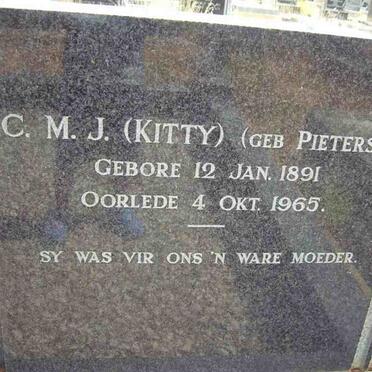 C. M. J. (KITTY) (GEB PIETERS
GEBORE 12 JAN. 1891
OORLEDE 4 OKT. 1965.
SY WAS VIR ONS 'N WARE MOEDER.